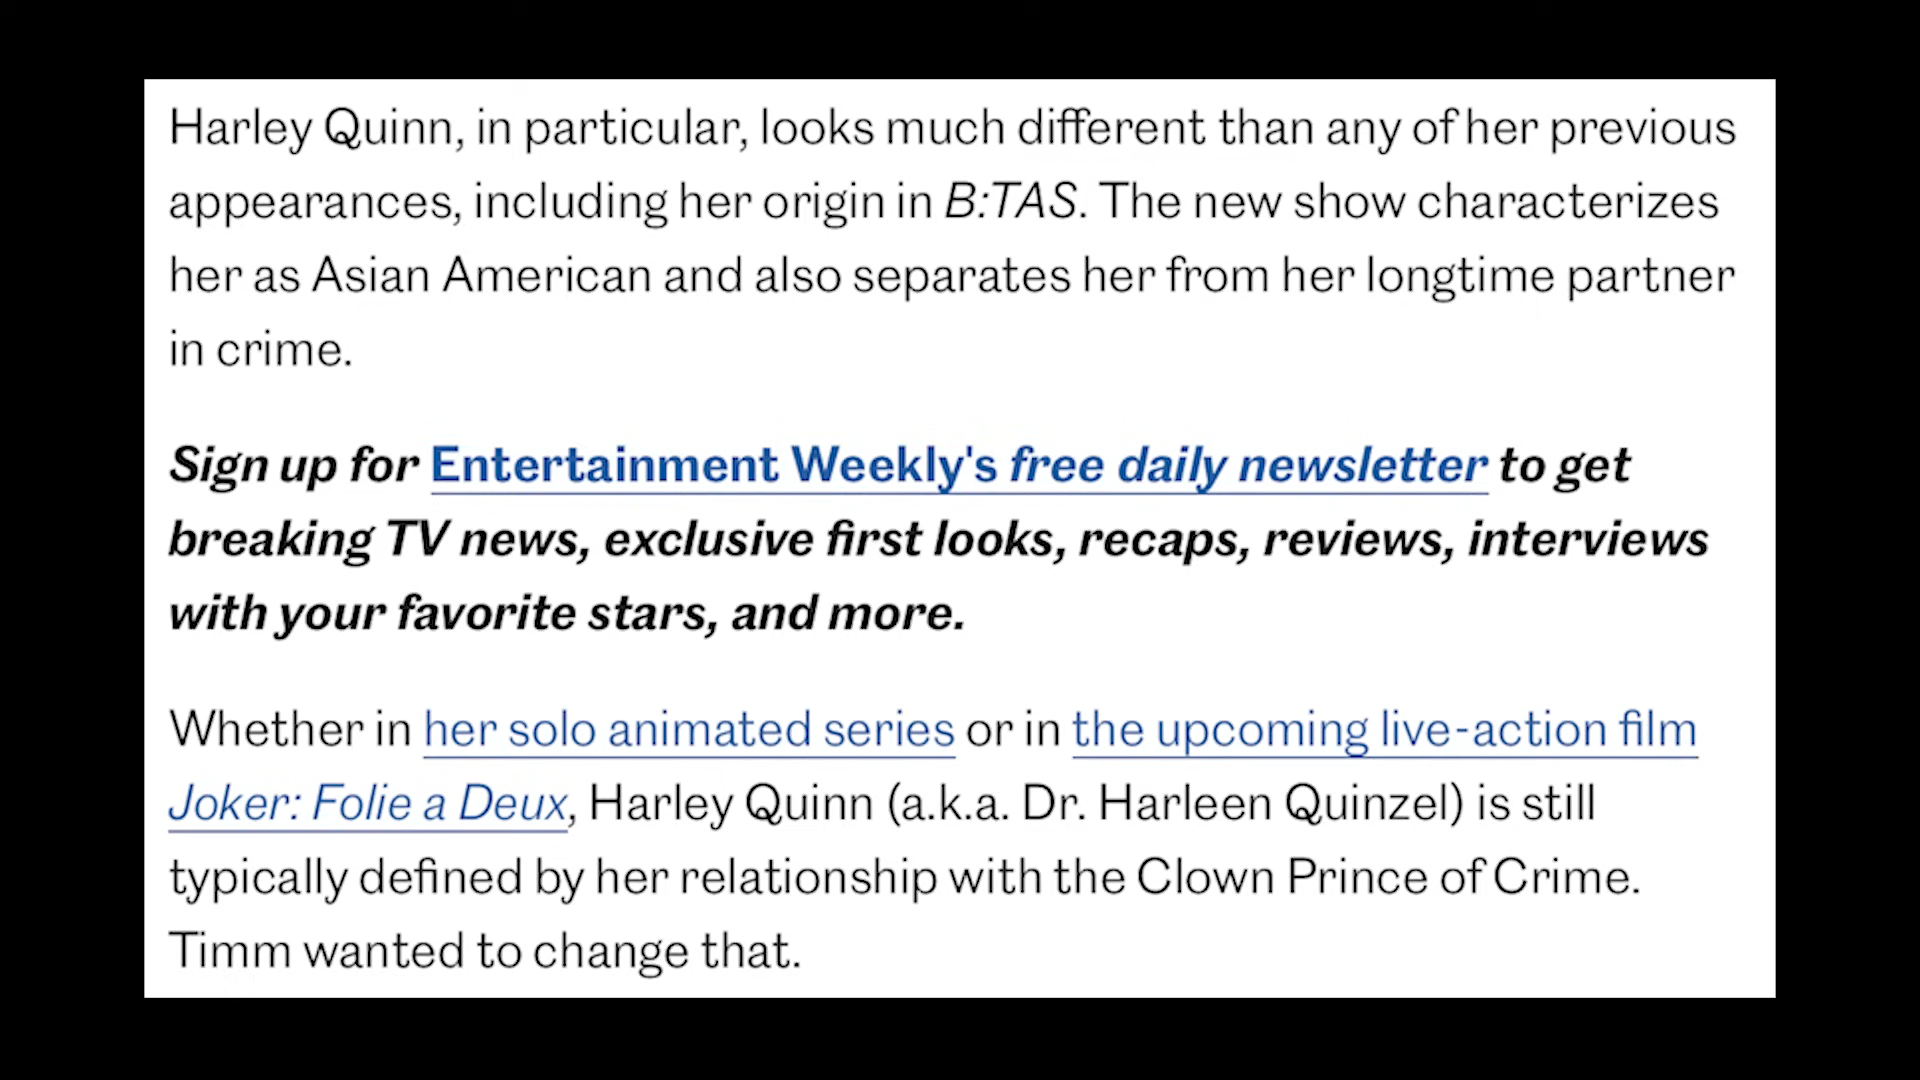 Harley Quinn, in particular, looks much different than any of her previous
appearances, including her origin in B:TAS. The new show characterizes
her as Asian American and also separates her from her longtime partner
in crime.
Sign up for Entertainment Weekly's free daily newsletter to get
breaking TV news, exclusive first looks, recaps, reviews, interviews
with your favorite stars, and more.
Whether in her solo animated series or in the upcoming live-action film
Joker: Folie a Deux, Harley Quinn (a.k.a. Dr. Harleen Quinzel) is still
typically defined by her relationship with the Clown Prince of Crime.
Timm wanted to change that.